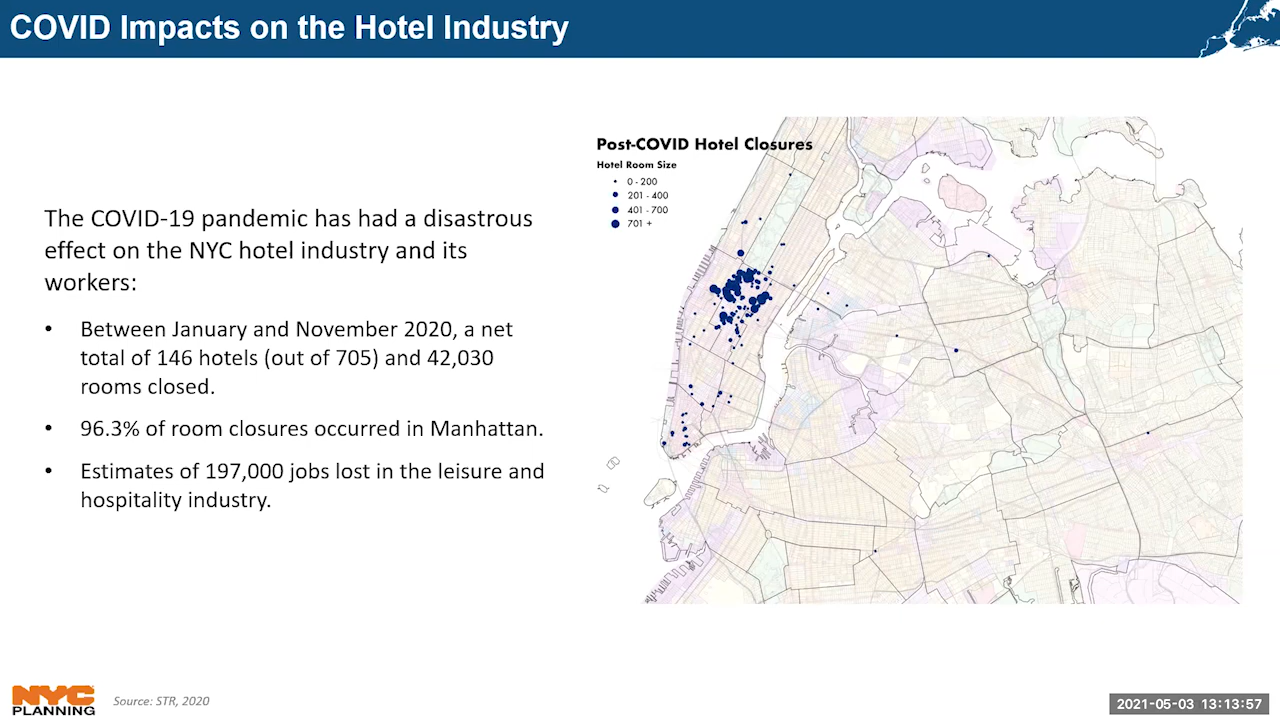 COVID Impacts on the Hotel Industry
Post-COVID Hotel Closures
Hotel Room Size
0 - 200
201 - 400
401 - 700
701 +
The COVID-19 pandemic has had a disastrous
effect on the NYC hotel industry and its
workers:
• Between January and November 2020, a net
total of 146 hotels (out of 705) and 42,030
rooms closed.
• 96.3% of room closures occurred in Manhattan.
• Estimates of 197,000 jobs lost in the leisure and
hospitality industry.
NYC
PLANNING
Source: STR, 2020
2021-05-03 13:13:57